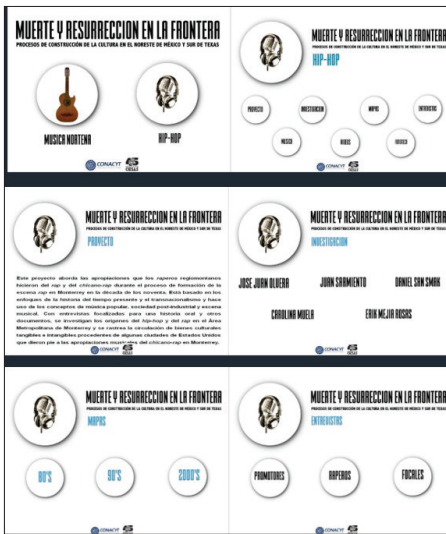 MUERTE Y RESURRECCION EN LA FRONTERA
PROCESOS DE CONSTRUCCIÓN DE LA CULTURA EN EL NORESTE DE MÉXICO Y SUR DE TEXAS
MUSICA NORTENA
HIP-HOP
CONACYT
MUERTE Y RESURRECCION EN LA FRONTERA
PROCESOS DE CONSTRUCCIÓN DE LA CULTURA EN EL NORESTE DE MÉXICO Y SUR DE TEXAS
HIP-HOP
PROYECTO
INVESTIGACION
MAPAS
ENTREVISTAS
MUSICA
VIDEOS
CONACYT
MUERTE Y RESURRECCION EN LA FRONTERA
PROCESOS DE CONSTRUCCIÓN DE LA CULTURA EN EL NORESTE DE MÉXICO Y SUR DE TEXAS
PROYECTO
Este proyecto aborda las apropiaciones que los raperos regiomontanos
hicieron del rap y del chicano-rap durante el proceso de formación de la
escena rap en Monterrey en la década de los noventa. Está basado en los
enfoques de la historia del tiempo presente y el transnacionalismo y hace
uso de los conceptos de música popular, sociedad post-industrial y escena
musical. Con entrevistas focalizadas para una historia oral y otros
documentos, se investigan los orígenes del hip-hop y del rap en el Área
Metropolitana de Monterrey y se rastrea la circulación de bienes culturales
tangibles e intangibles procedentes de algunas ciudades de Estados Unidos
que dieron pie a las apropiaciones musicales del chicano-rap en Monterrey.
CONACYT
MUERTE Y RESURRECCION EN LA FRONTERA
PROCESOS DE CONSTRUCCIÓN DE LA CULTURA EN EL NORESTE DE MÉXICO Y SUR DE TEXAS
INVESTIGACION
JOSE JUAN OLVERA
JUAN SARMIENTO
DANIEL SAN SMAK
CAROLINA MUELA
ERIK MEJIA ROSAS
CONACYT
MUERTE Y RESURRECCION EN LA FRONTERA
PROCESOS DE CONSTRUCCIÓN DE LA CULTURA EN EL NORESTE DE MÉXICO Y SUR DE TEXAS
MAPAS
80'S
90'S
2000'S
CONACYT
MUERTE Y RESURRECCION EN LA FRONTERA
PROCESOS DE CONSTRUCCIÓN DE LA CULTURA EN EL NORESTE DE MÉXICO Y SUR DE TEXAS
ENTREVISTAS
PROMOTORES
RAPEROS
FOCALES
CONACYT